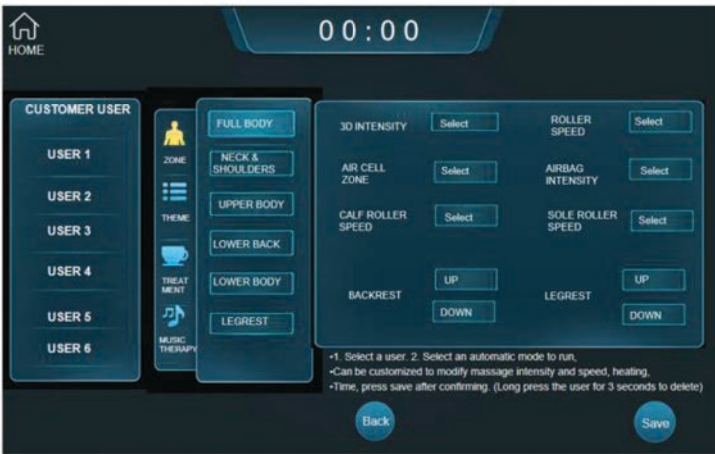 00:00
HOME
CUSTOMER USER
USER 1
USER 2
USER 3
USER 4
USER 5
USER 6
ZONE
THEME
TREAT
MENT
MUSIC
THERAPY
FULL BODY
NECK &
SHOULDERS
UPPER BODY
LOWER BACK
LOWER BODY
LEGREST
3D INTENSITY
Select
ROLLER
SPEED
Select
AIR CELL
ZONE
Select
AIRBAG
INTENSITY
Select
CALF ROLLER
SPEED
Select
SOLE ROLLER
SPEED
Select
BACKREST
UP
DOWN
LEGREST
UP
DOWN
•1. Select a user. 2. Select an automatic mode to run,
•Can be customized to modify massage intensity and speed, heating,
•Time, press save after confirming. (Long press the user for 3 seconds to delete)
Back
Save